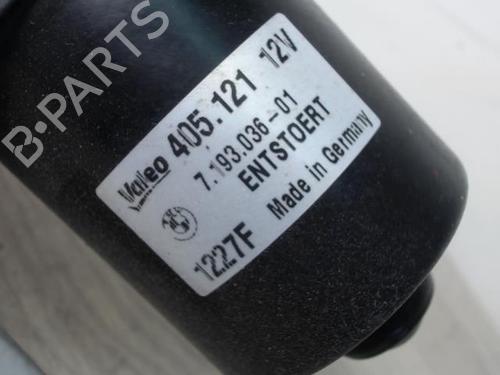 B-PARTS
Valeo 405.121 12V
7.193.036-01
ENTSTOERT
Made in Germany
1227F